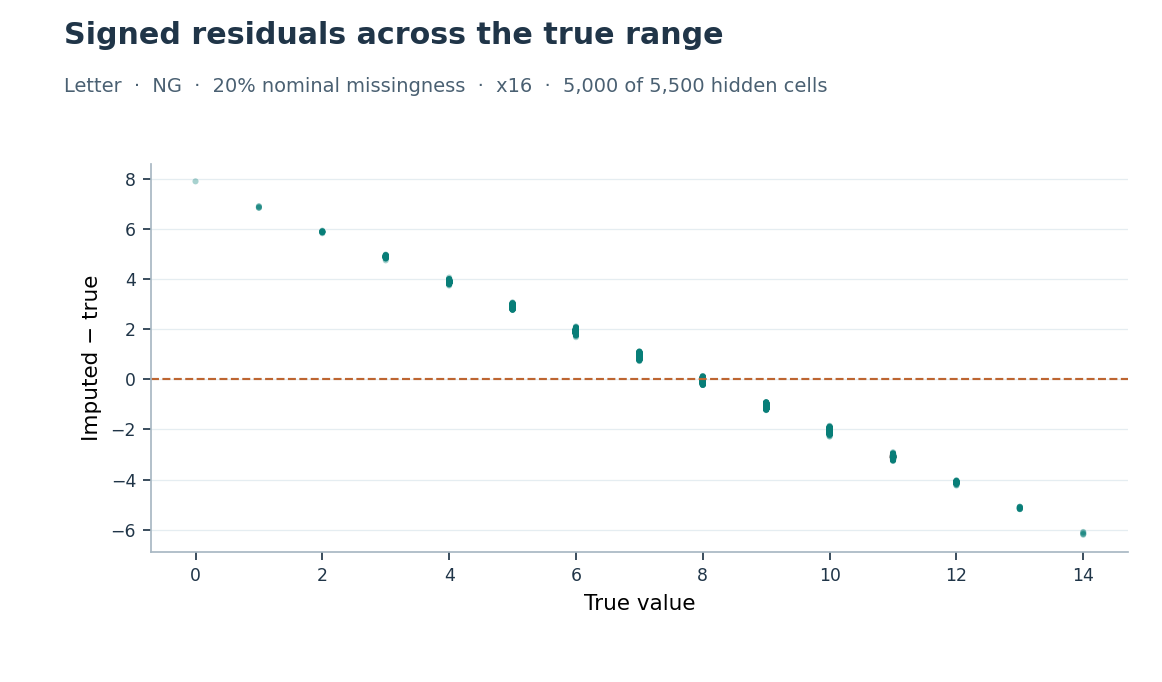 Signed residuals across the true range
Letter · NG · 20% nominal missingness · x16 · 5,000 of 5,500 hidden cells
8
6
4
2
0
−2
−4
−6
Imputed − true
0 2 4 6 8 10 12 14
True value